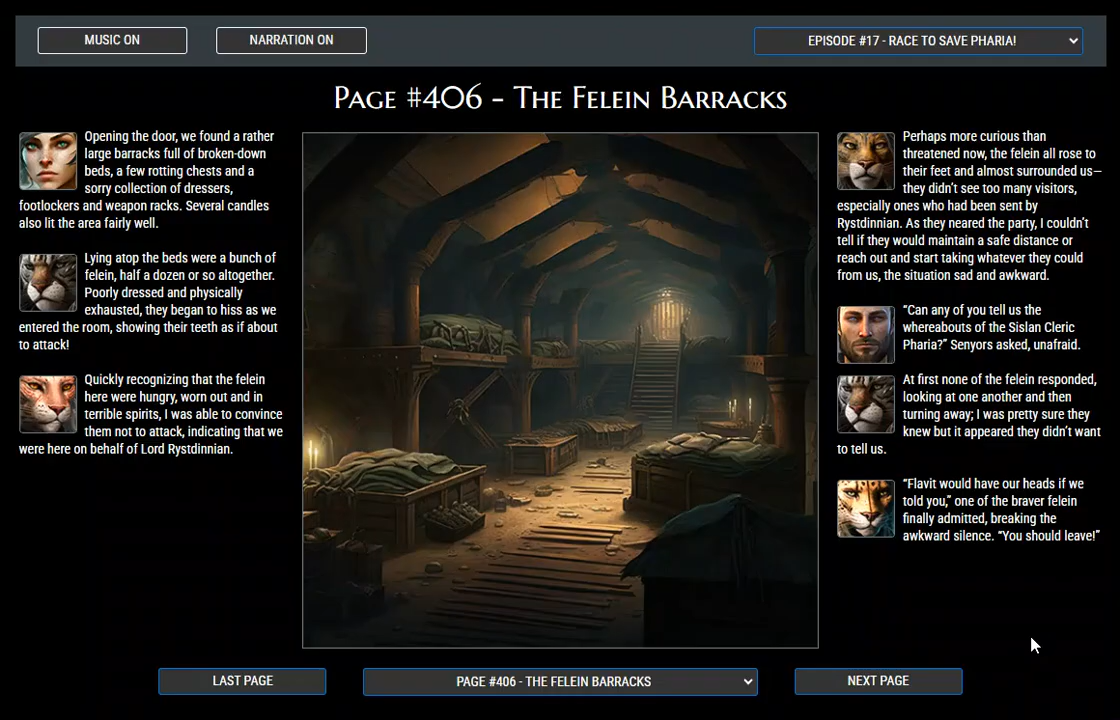 MUSIC ON
NARRATION ON
EPISODE #17 - RACE TO SAVE PHARIA!
Page #406 - The Felein Barracks
Opening the door, we found a rather
large barracks full of broken-down
beds, a few rotting chests and a
sorry collection of dressers,
footlockers and weapon racks. Several candles
also lit the area fairly well.
Lying atop the beds were a bunch of
felein, half a dozen or so altogether.
Poorly dressed and physically
exhausted, they began to hiss as we
entered the room, showing their teeth as if about
to attack!
Quickly recognizing that the felein
here were hungry, worn out and in
terrible spirits, I was able to convince
them not to attack, indicating that we
were here on behalf of Lord Rystdinnian.
Perhaps more curious than
threatened now, the felein all rose to
their feet and almost surrounded us—
they didn't see too many visitors,
especially ones who had been sent by
Rystdinnian. As they neared the party, I couldn't
tell if they would maintain a safe distance or
reach out and start taking whatever they could
from us, the situation sad and awkward.
“Can any of you tell us the
whereabouts of the Sislan Cleric
Pharia?” Senyors asked, unafraid.
At first none of the felein responded,
looking at one another and then
turning away; I was pretty sure they
knew but it appeared they didn't want
to tell us.
“Flavit would have our heads if we
told you,” one of the braver felein
finally admitted, breaking the
awkward silence. “You should leave!”
LAST PAGE
PAGE #406 - THE FELEIN BARRACKS
NEXT PAGE